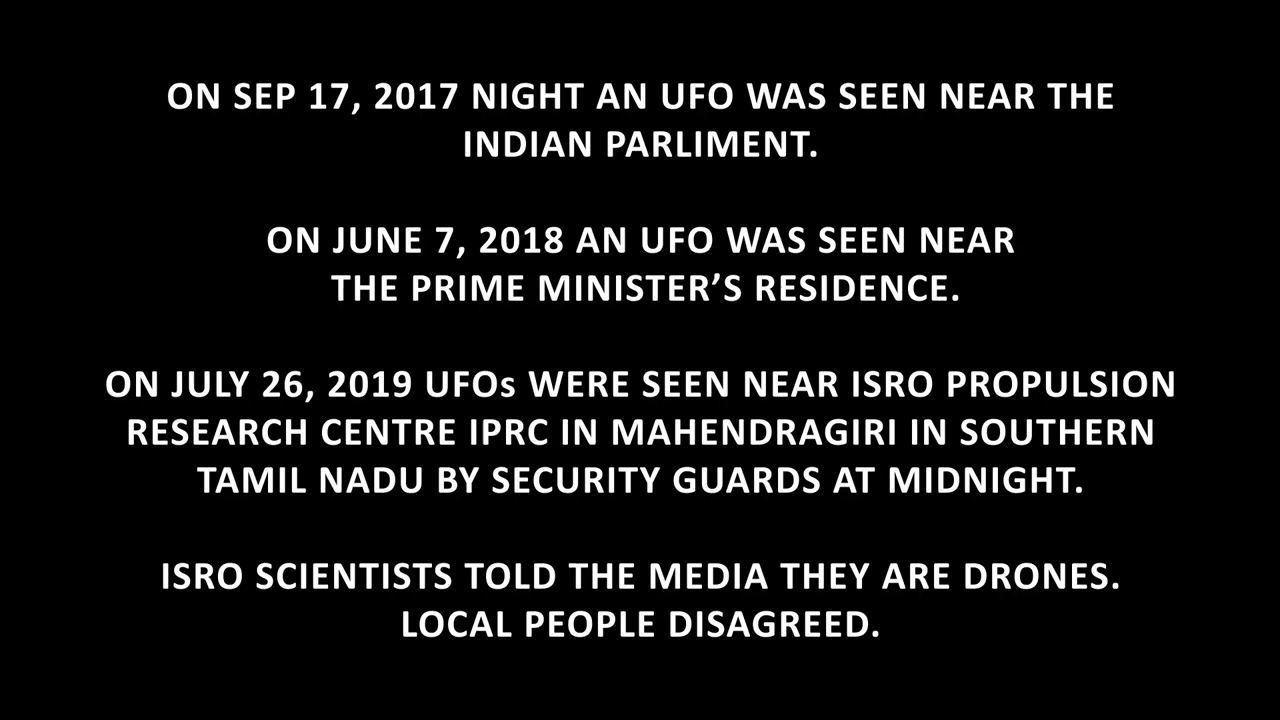 ON SEP 17, 2017 NIGHT AN UFO WAS SEEN NEAR THE
INDIAN PARLIMENT.
ON JUNE 7, 2018 AN UFO WAS SEEN NEAR
THE PRIME MINISTER’S RESIDENCE.
ON JULY 26, 2019 UFOs WERE SEEN NEAR ISRO PROPULSION
RESEARCH CENTRE IPRC IN MAHENDRAGIRI IN SOUTHERN
TAMIL NADU BY SECURITY GUARDS AT MIDNIGHT.
ISRO SCIENTISTS TOLD THE MEDIA THEY ARE DRONES.
LOCAL PEOPLE DISAGREED.